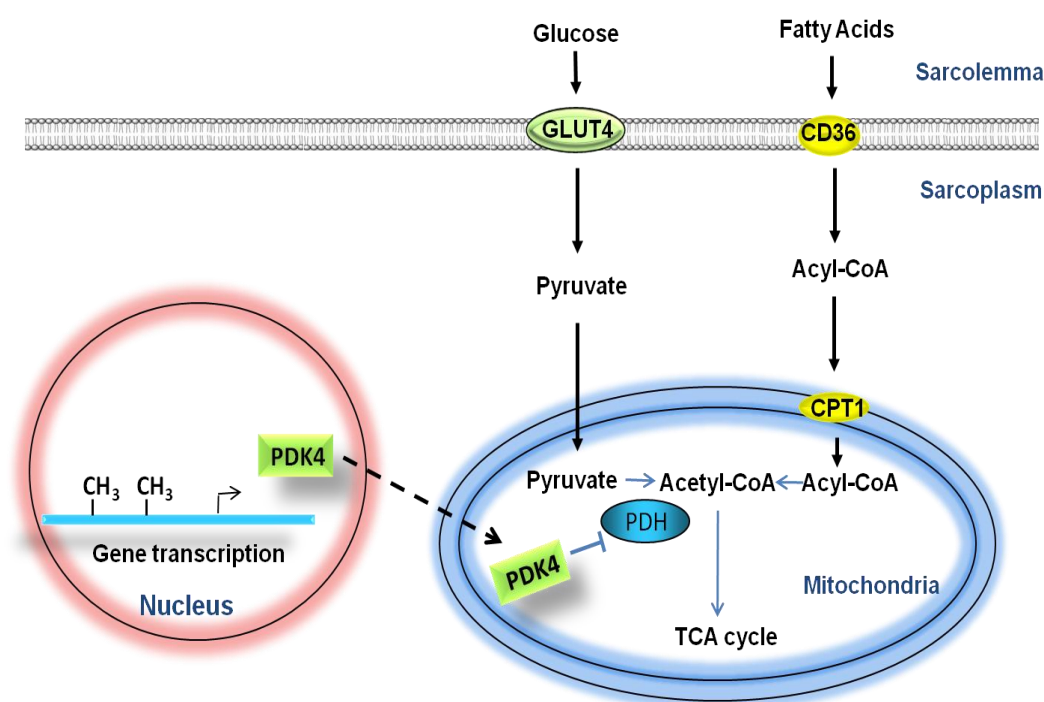 Glucose
Fatty Acids
Sarcolemma
GLUT4
CD36
Sarcoplasm
Pyruvate
Acyl-CoA
CPT1
PDK4
CH₃ CH₃
Gene transcription
Nucleus
Pyruvate
Acetyl-CoA
Acyl-CoA
PDH
PDK4
Mitochondria
TCA cycle